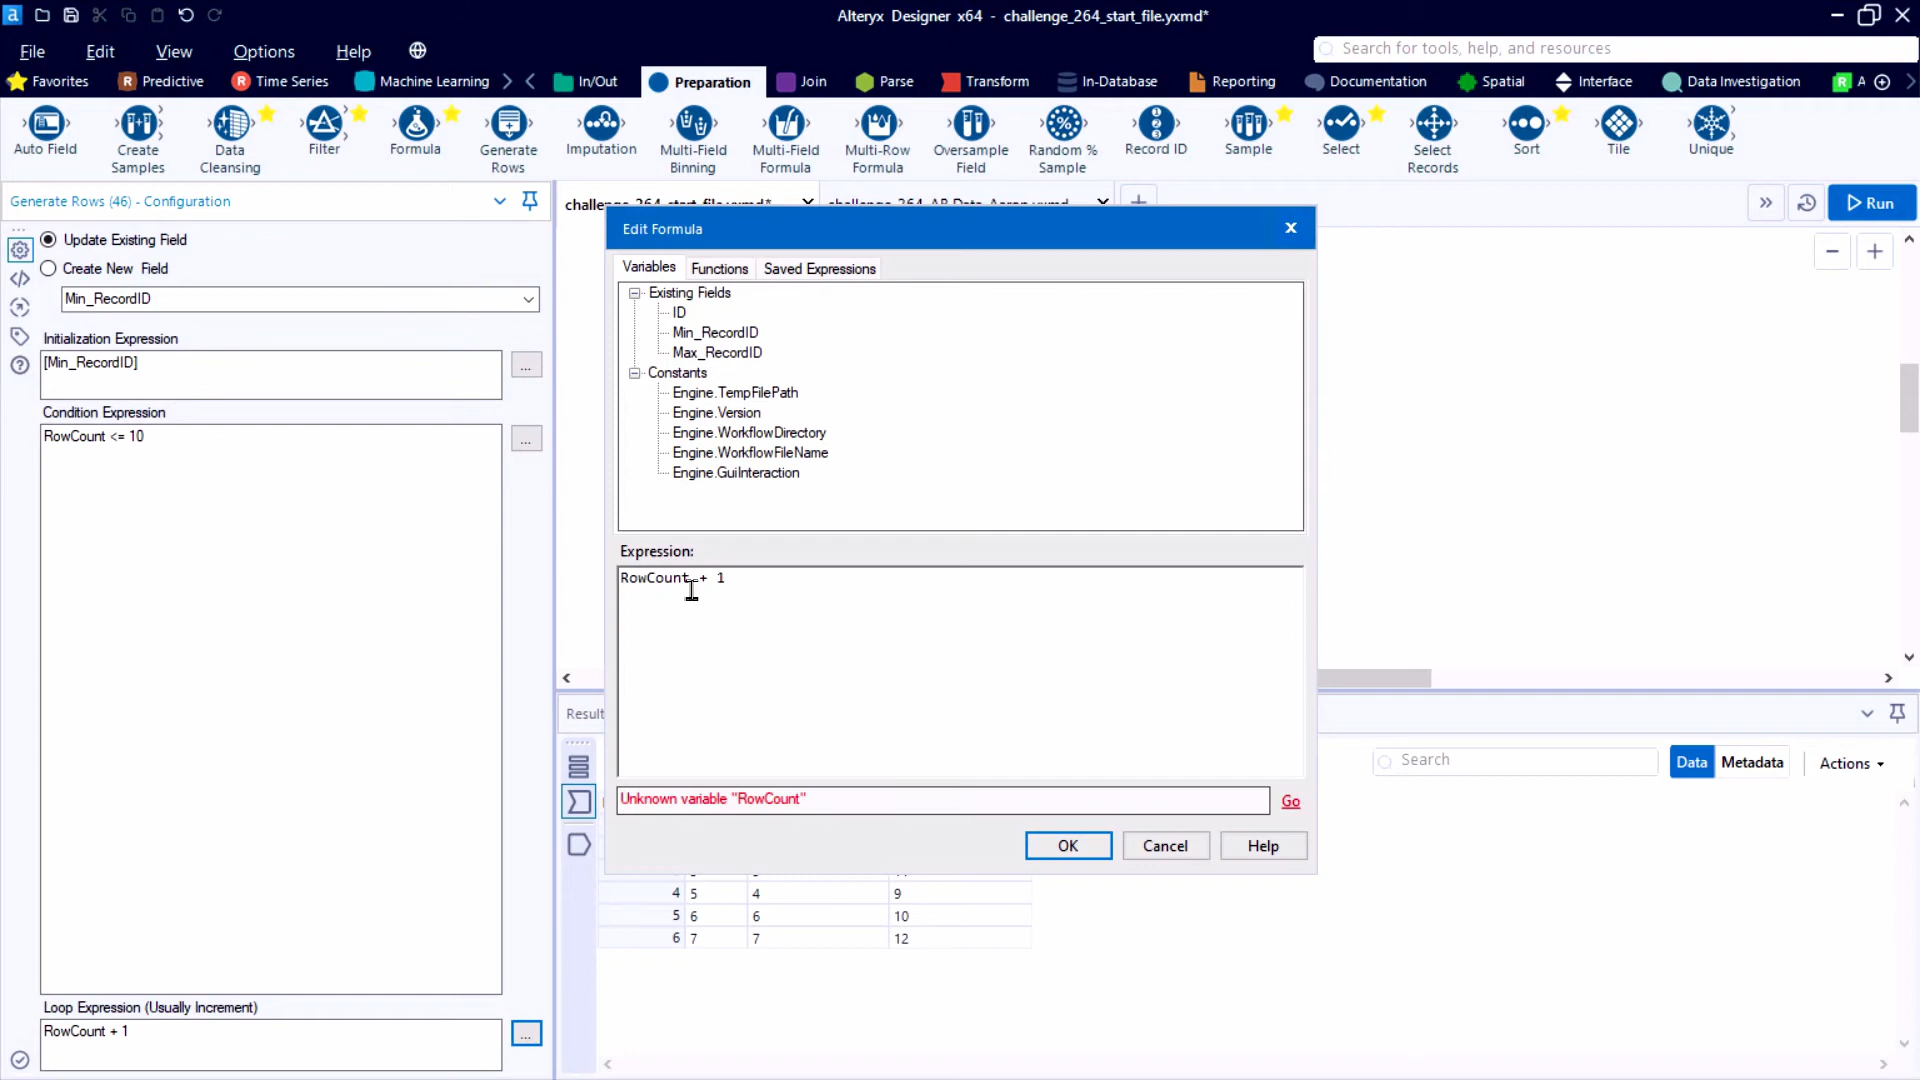 Alteryx Designer x64 - challenge_264_start_file.yxmd*
File Edit View Options Help
Search for tools, help, and resources
Favorites Predictive Time Series Machine Learning In/Out Preparation Join Parse Transform In-Database Reporting Documentation Spatial Interface Data Investigation A
Auto Field
Create Samples
Data Cleansing
Filter
Formula
Generate Rows
Imputation
Multi-Field Binning
Multi-Field Formula
Multi-Row Formula
Oversample Field
Random % Sample
Record ID
Sample
Select
Select Records
Sort
Tile
Unique
Generate Rows (46) - Configuration
challenge_264_start_file.yxmd*
challenge_264_AB Data_Aaron.yxmd
Run
Update Existing Field
Create New Field
Min_RecordID
Initialization Expression
[Min_RecordID]
...
Condition Expression
RowCount <= 10
...
Loop Expression (Usually Increment)
RowCount + 1
...
Edit Formula
Variables Functions Saved Expressions
Existing Fields
ID
Min_RecordID
Max_RecordID
Constants
Engine.TempFilePath
Engine.Version
Engine.WorkflowDirectory
Engine.WorkflowFileName
Engine.GuiInteraction
Expression:
RowCount + 1
Unknown variable "RowCount"
Go
OK Cancel Help
Result
Search
Data Metadata Actions
4 5 4 9
5 6 6 10
6 7 7 12